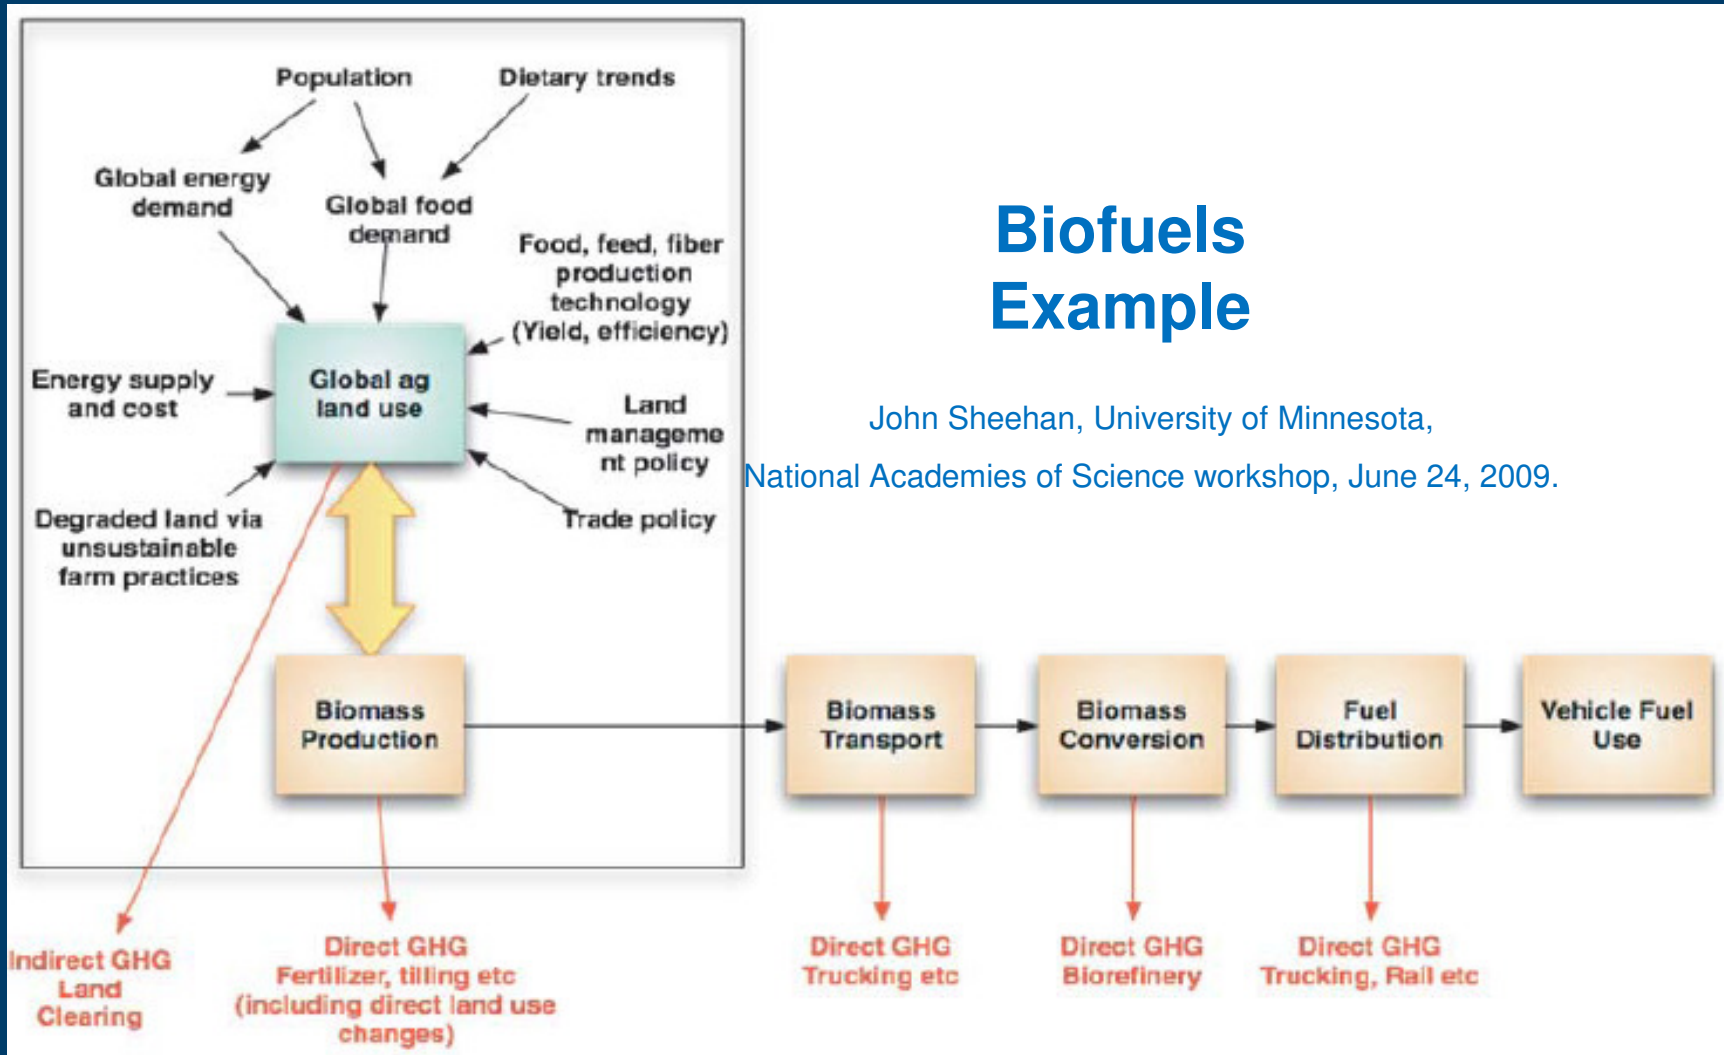 Population
Dietary trends
Global energy
demand
Global food
demand
Food, feed, fiber
production
technology
(Yield, efficiency)
Energy supply
and cost
Global ag
land use
Land
manageme
nt policy
Degraded land via
unsustainable
farm practices
Trade policy
Biofuels
Example
John Sheehan, University of Minnesota,
National Academies of Science workshop, June 24, 2009.
Biomass
Production
Biomass
Transport
Biomass
Conversion
Fuel
Distribution
Vehicle Fuel
Use
Indirect GHG
Land
Clearing
Direct GHG
Fertilizer, tilling etc
(including direct land use
changes)
Direct GHG
Trucking etc
Direct GHG
Biorefinery
Direct GHG
Trucking, Rail etc